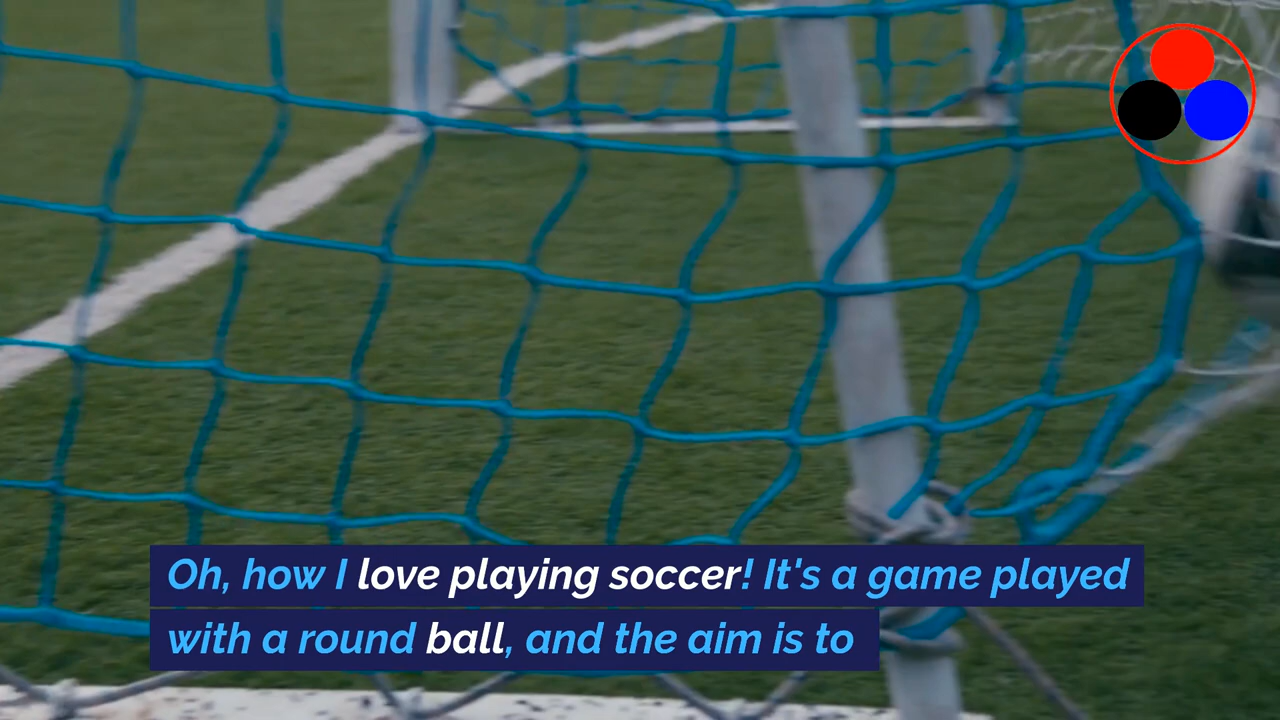 Oh, how I love playing soccer! It's a game played
with a round ball, and the aim is to